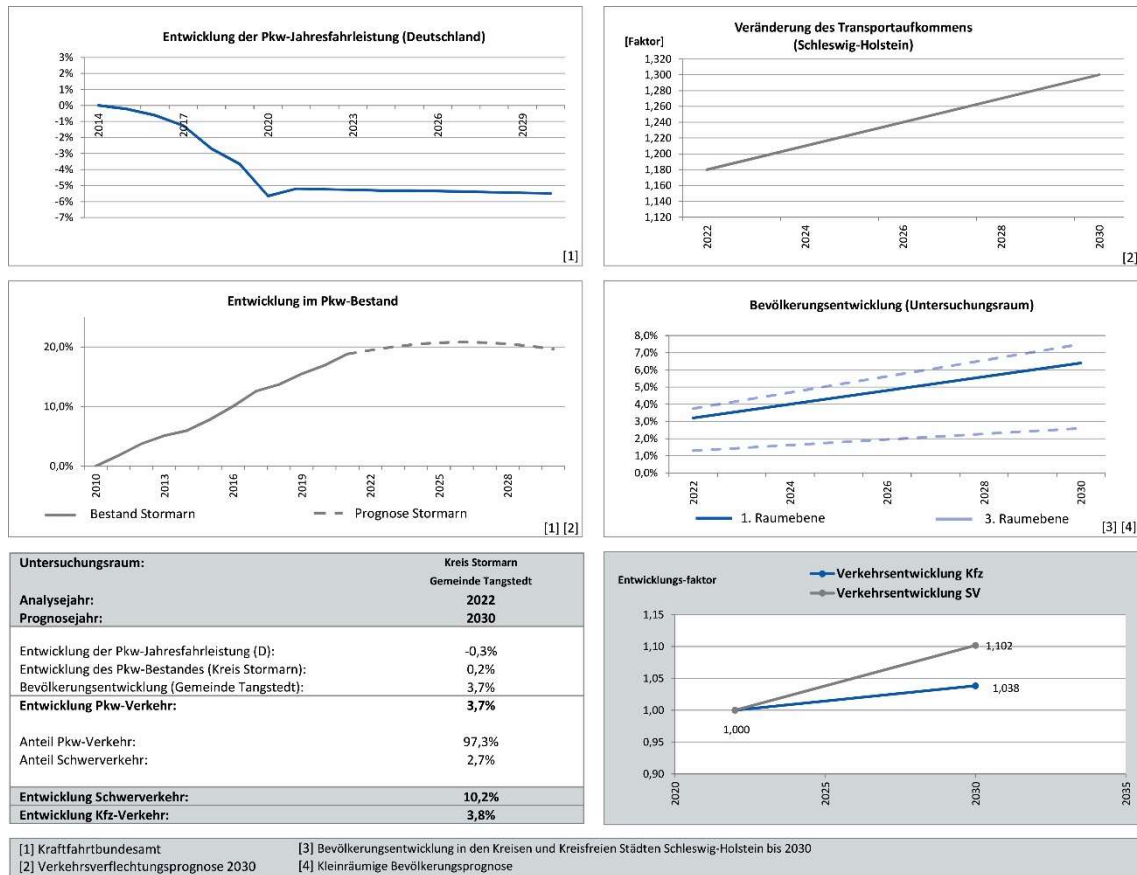 Entwicklung der Pkw-Jahresfahrleistung (Deutschland)
3%
2%
1%
0%
-1%
-2%
-3%
-4%
-5%
-6%
-7%
2014
2017
2020
2023
2026
2029
[1]
Veränderung des Transportaufkommens
(Schleswig-Holstein)
[Faktor]
1,300
1,280
1,260
1,240
1,220
1,200
1,180
1,160
1,140
1,120
2022
2024
2026
2028
2030
[2]
Entwicklung im Pkw-Bestand
20,0%
10,0%
0,0%
2010
2013
2016
2019
2022
2025
2028
Bestand Stormarn
Prognose Stormarn
[1] [2]
Bevölkerungsentwicklung (Untersuchungsraum)
8,0%
7,0%
6,0%
5,0%
4,0%
3,0%
2,0%
1,0%
0,0%
2022
2024
2026
2028
2030
1. Raumebene
3. Raumebene
[3] [4]
Untersuchungsraum: Kreis Stormarn
Gemeinde Tangstedt
Analysejahr: 2022
Prognosejahr: 2030
Entwicklung der Pkw-Jahresfahrleistung (D): -0,3%
Entwicklung des Pkw-Bestandes (Kreis Stormarn): 0,2%
Bevölkerungsentwicklung (Gemeinde Tangstedt): 3,7%
Entwicklung Pkw-Verkehr: 3,7%
Anteil Pkw-Verkehr: 97,3%
Anteil Schwerverkehr: 2,7%
Entwicklung Schwerverkehr: 10,2%
Entwicklung Kfz-Verkehr: 3,8%
Entwicklungs-faktor
Verkehrsentwicklung Kfz
Verkehrsentwicklung SV
1,15
1,10
1,05
1,00
0,95
0,90
1,102
1,038
1,000
2020
2025
2030
2035
[1] Kraftfahrtbundesamt
[3] Bevölkerungsentwicklung in den Kreisen und Kreisfreien Städten Schleswig-Holstein bis 2030
[2] Verkehrsverflechtungsprognose 2030
[4] Kleinräumige Bevölkerungsprognose